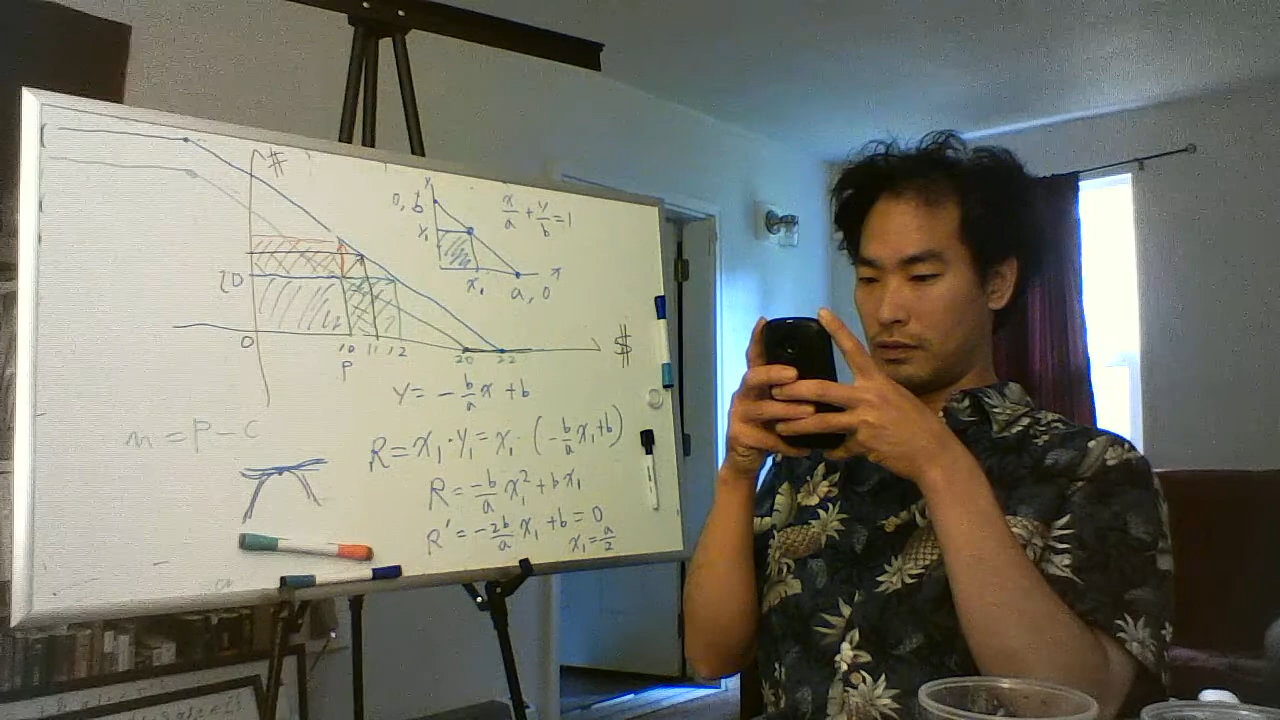 $
20
0
10 11 12 20 22
P
$
y
0, b
y₁
x₁ a, 0
x
x/a + y/b = 1
y = -b/a x + b
m = P - C
R = x₁ · y₁ = x₁ · (-b/a x₁ + b)
R = -b/a x₁² + b x₁
R' = -2b/a x₁ + b = 0
x₁ = a/2